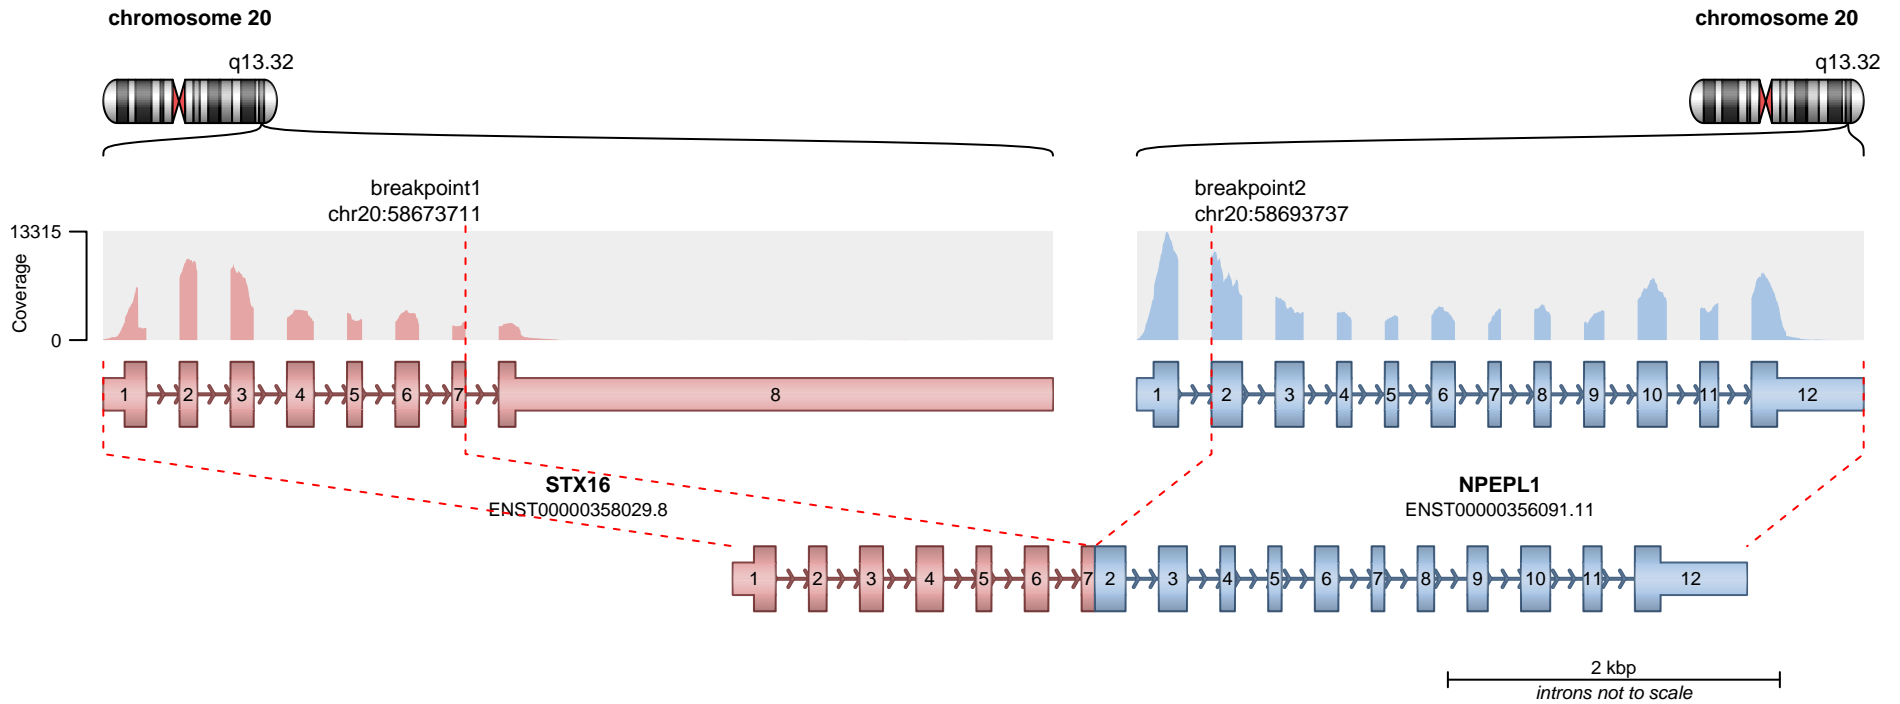 chromosome 20
chromosome 20
q13.32
q13.32
breakpoint1
chr20:58673711
breakpoint2
chr20:58693737
13315
Coverage
0
1 2 3 4 5 6 7 8
1 2 3 4 5 6 7 8 9 10 11 12
STX16
ENST00000358029.8
NPEPL1
ENST00000356091.11
1 2 3 4 5 6 7 2 3 4 5 6 7 8 9 10 11 12
2 kbp
introns not to scale